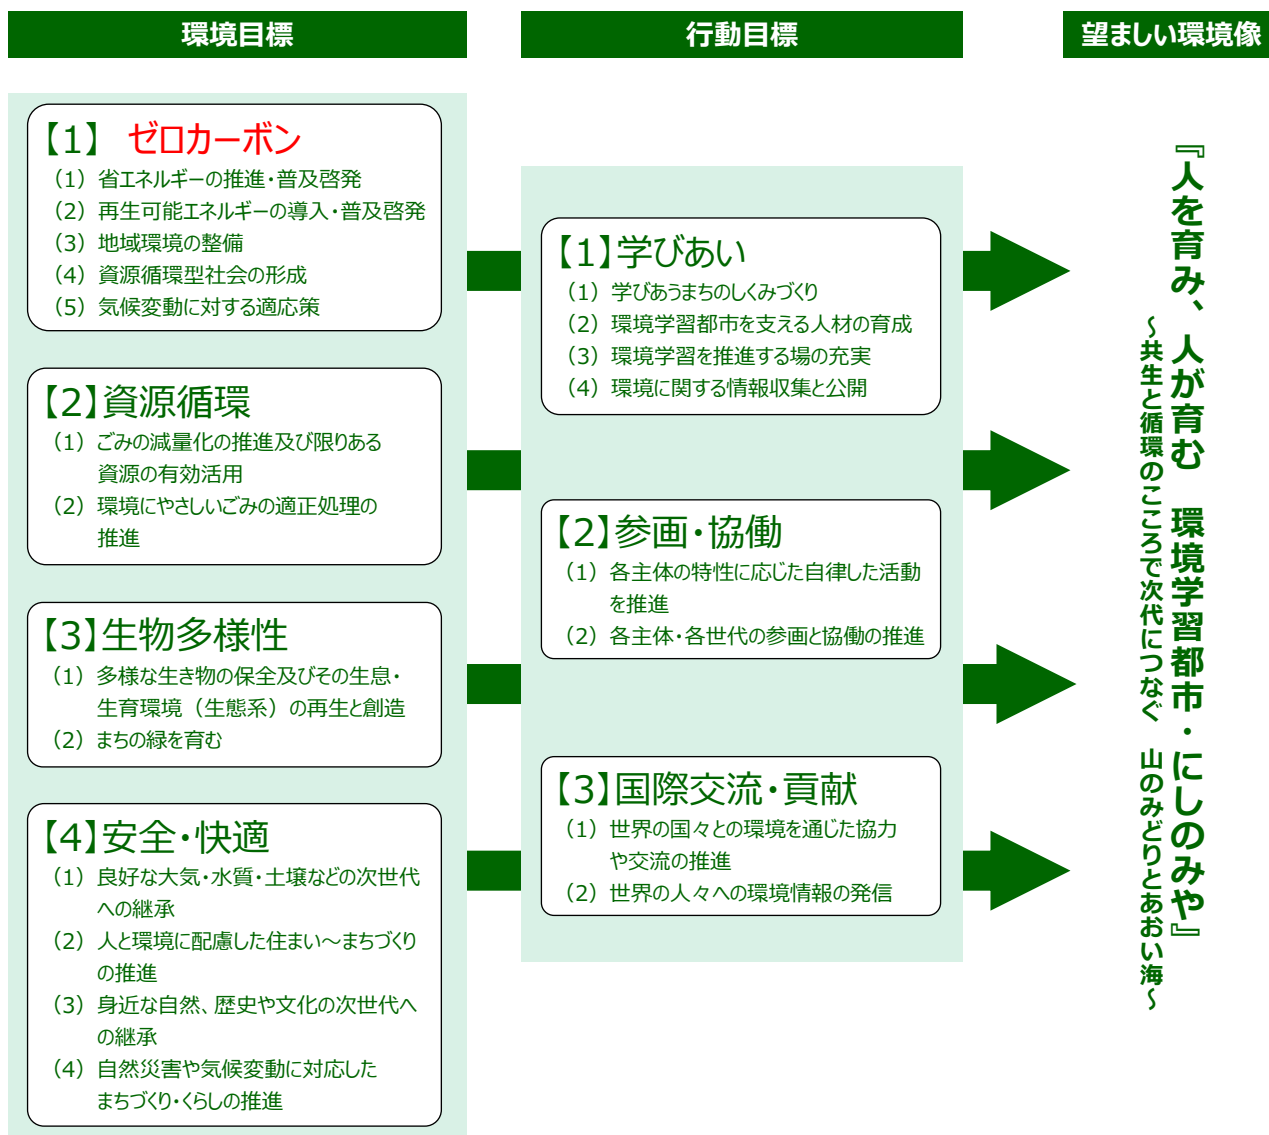 環境目標
【1】 ゼロカーボン
（1）省エネルギーの推進・普及啓発
（2）再生可能エネルギーの導入・普及啓発
（3）地域環境の整備
（4）資源循環型社会の形成
（5）気候変動に対する適応策
【2】資源循環
（1）ごみの減量化の推進及び限りある
資源の有効活用
（2）環境にやさしいごみの適正処理の
推進
【3】生物多様性
（1）多様な生き物の保全及びその生息・
生育環境（生態系）の再生と創造
（2）まちの緑を育む
【4】安全・快適
（1）良好な大気・水質・土壌などの次世代
への継承
（2）人と環境に配慮した住まい～まちづくり
の推進
（3）身近な自然、歴史や文化の次世代へ
の継承
（4）自然災害や気候変動に対応した
まちづくり・くらしの推進
行動目標
【1】学びあい
（1）学びあうまちのしくみづくり
（2）環境学習都市を支える人材の育成
（3）環境学習を推進する場の充実
（4）環境に関する情報収集と公開
【2】参画・協働
（1）各主体の特性に応じた自律した活動
を推進
（2）各主体・各世代の参画と協働の推進
【3】国際交流・貢献
（1）世界の国々との環境を通じた協力
や交流の推進
（2）世界の人々への環境情報の発信
望ましい環境像
『人を育み、人が育む　環境学習都市・にしのみや』
～共生と循環のこころで次代につなぐ　山のみどりとあおい海～